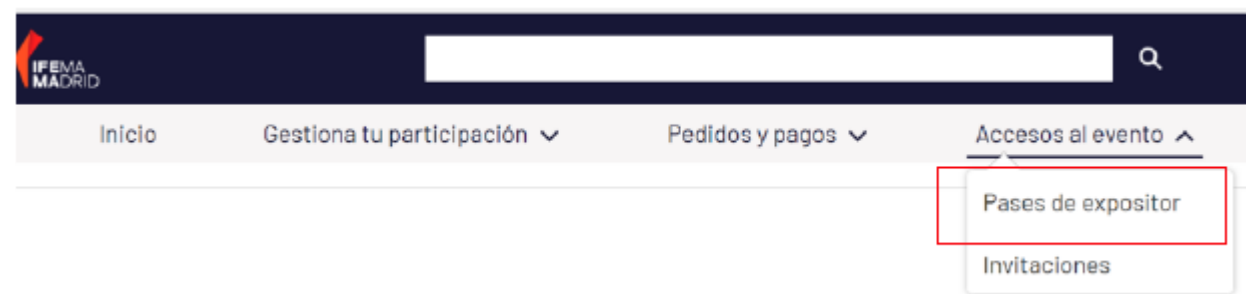 IFEMA
MADRID
Inicio Gestiona tu participación Pedidos y pagos Accesos al evento
Pases de expositor
Invitaciones